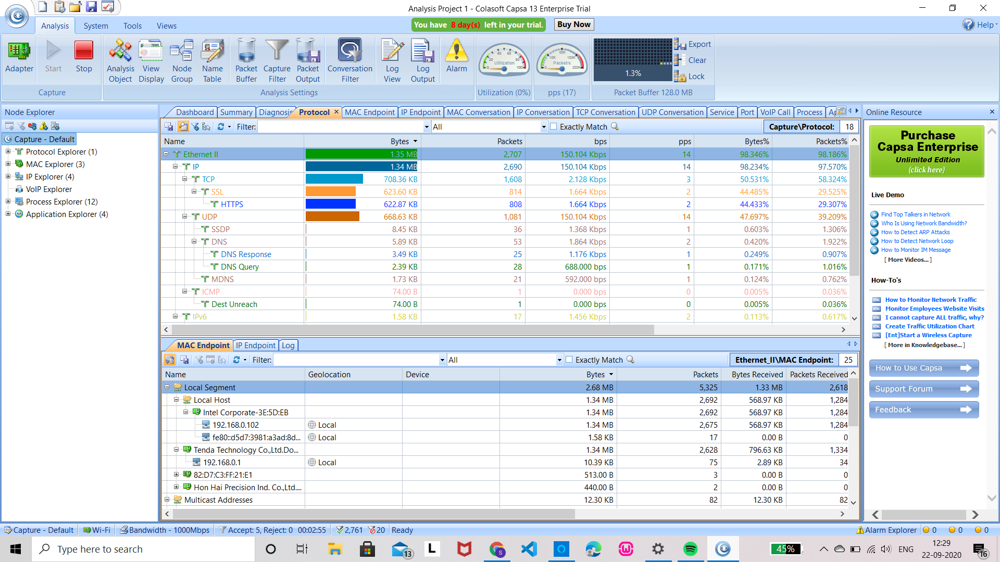 Analysis Project 1 - Colasoft Capsa 13 Enterprise Trial
Analysis System Tools Views
You have 8 day(s) left in your trial. Buy Now
Help
Adapter Start Stop
Analysis Object
View Display
Node Group
Name Table
Packet Buffer
Capture Filter
Packet Output
Conversation Filter
Log View
Log Output
Alarm
Utilization
Packet/s
1.3%
Export
Clear
Lock
Capture
Analysis Settings
Utilization (0%)
pps (17)
Packet Buffer 128.0 MB
Node Explorer
Capture - Default
Protocol Explorer (1)
MAC Explorer (3)
IP Explorer (4)
VoIP Explorer
Process Explorer (12)
Application Explorer (4)
Dashboard Summary Diagnosis Protocol MAC Endpoint IP Endpoint MAC Conversation IP Conversation TCP Conversation UDP Conversation Service Port VoIP Call Process
Filter: All Exactly Match Capture\Protocol: 18
Name Bytes Packets bps pps Bytes% Packets%
Ethernet II 1.35 MB 2,707 150.104 Kbps 14 98.346% 98.186%
IP 1.34 MB 2,690 150.104 Kbps 14 98.234% 97.570%
TCP 708.36 KB 1,608 2.128 Kbps 3 50.531% 58.324%
SSL 623.60 KB 814 1.664 Kbps 2 44.485% 29.525%
HTTPS 622.87 KB 808 1.664 Kbps 2 44.433% 29.307%
UDP 668.63 KB 1,081 150.104 Kbps 14 47.697% 39.209%
SSDP 8.45 KB 36 1.368 Kbps 1 0.603% 1.306%
DNS 5.89 KB 53 1.864 Kbps 2 0.420% 1.922%
DNS Response 3.49 KB 25 1.176 Kbps 1 0.249% 0.907%
DNS Query 2.39 KB 28 688.000 bps 1 0.171% 1.016%
MDNS 1.73 KB 21 592.000 bps 1 0.124% 0.762%
ICMP 74.00 B 1 0.000 bps 0 0.005% 0.036%
Dest Unreach 74.00 B 1 0.000 bps 0 0.005% 0.036%
IPv6 1.58 KB 17 1.456 Kbps 2 0.113% 0.617%
MAC Endpoint IP Endpoint Log
Filter: All Exactly Match Ethernet_II\MAC Endpoint: 25
Name Geolocation Device Bytes Packets Bytes Received Packets Received
Local Segment 2.68 MB 5,325 1.33 MB 2,618
Local Host 1.34 MB 2,692 568.97 KB 1,284
Intel Corporate-3E:5D:EB 1.34 MB 2,692 568.97 KB 1,284
192.168.0.102 Local 1.34 MB 2,675 568.97 KB 1,284
fe80::d5d7:3981:a3ad:8d... Local 1.58 KB 17 0.00 B 0
Tenda Technology Co.,Ltd.Do... 1.34 MB 2,628 796.63 KB 1,334
192.168.0.1 Local 10.39 KB 75 2.89 KB 34
82:D7:C3:FF:21:E1 513.00 B 3 0.00 B 0
Hon Hai Precision Ind. Co.,Ltd.... 440.00 B 2 0.00 B 0
Multicast Addresses 12.30 KB 82 12.30 KB 82
Online Resource
Purchase
Capsa Enterprise
Unlimited Edition
(click here)
Live Demo
Find Top Talkers in Network
Who Is Using Network Bandwidth?
How to Detect ARP Attacks
How to Detect Network Loop
How to Monitor IM Message
[ More Videos... ]
How-To's
How to Monitor Network Traffic
Monitor Employees Website Visits
I cannot capture ALL traffic, why?
Create Traffic Utilization Chart
[Ent]Start a Wireless Capture
[ More in Knowledgebase... ]
How to Use Capsa
Support Forum
Feedback
Capture - Default Wi-Fi Bandwidth - 1000Mbps Accept: 5, Reject: 0 00:02:55 2,761 20 Ready Alarm Explorer 0 0 0
Type here to search 13 L S 45% ENG 12:29
22-09-2020 16